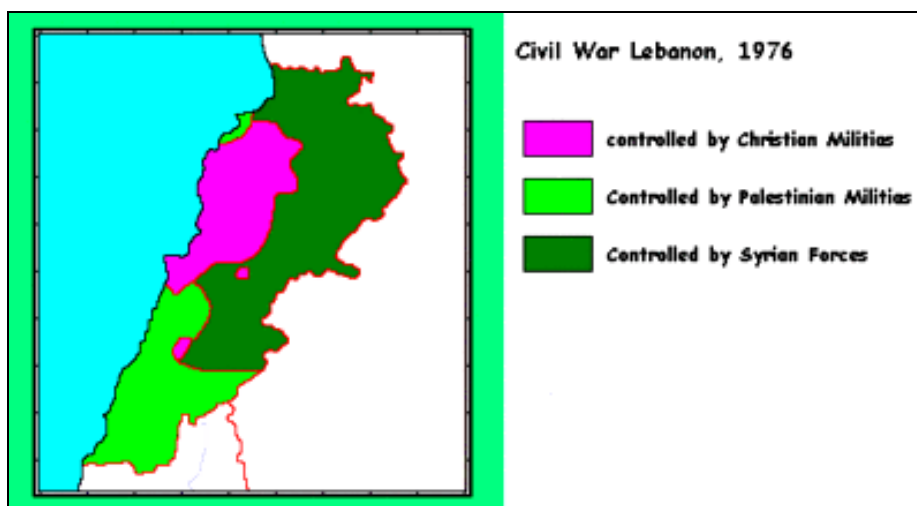 Civil War Lebanon, 1976
controlled by Christian Militias
Controlled by Palestinian Militias
Controlled by Syrian Forces